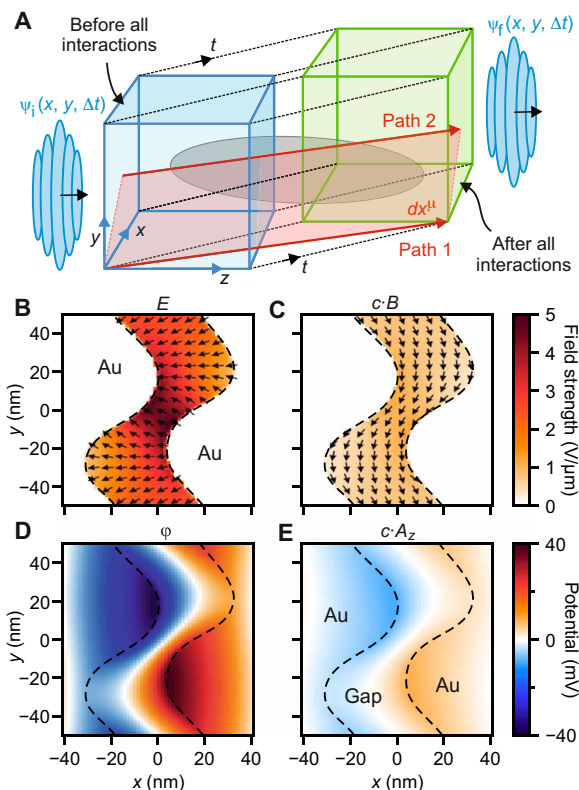 A
Before all
interactions
t
ψf(x, y, Δt)
ψi(x, y, Δt)
Path 2
dxμ
Path 1
y
x
z
t
After all
interactions
B
E
C
c·B
40
20
0
−20
−40
y (nm)
Au
Au
5
4
3
2
1
0
Field strength (V/μm)
D
φ
E
c·Az
40
20
0
−20
−40
y (nm)
Au
Gap
Au
40
20
0
−20
−40
Potential (mV)
−40 −20 0 20 40
−40 −20 0 20 40
x (nm)
x (nm)